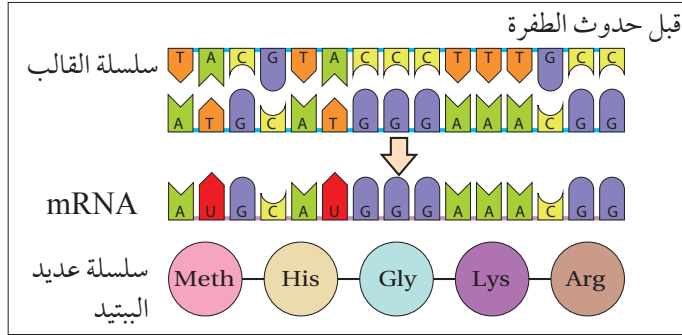 قبل حدوث الطفرة
سلسلة القالب
T A C G T A C C C T T T G C C
A T G C A T G G G A A A C G G
mRNA
A U G C A U G G G A A A C G G
سلسلة عديد
الببتيد
Meth His Gly Lys Arg